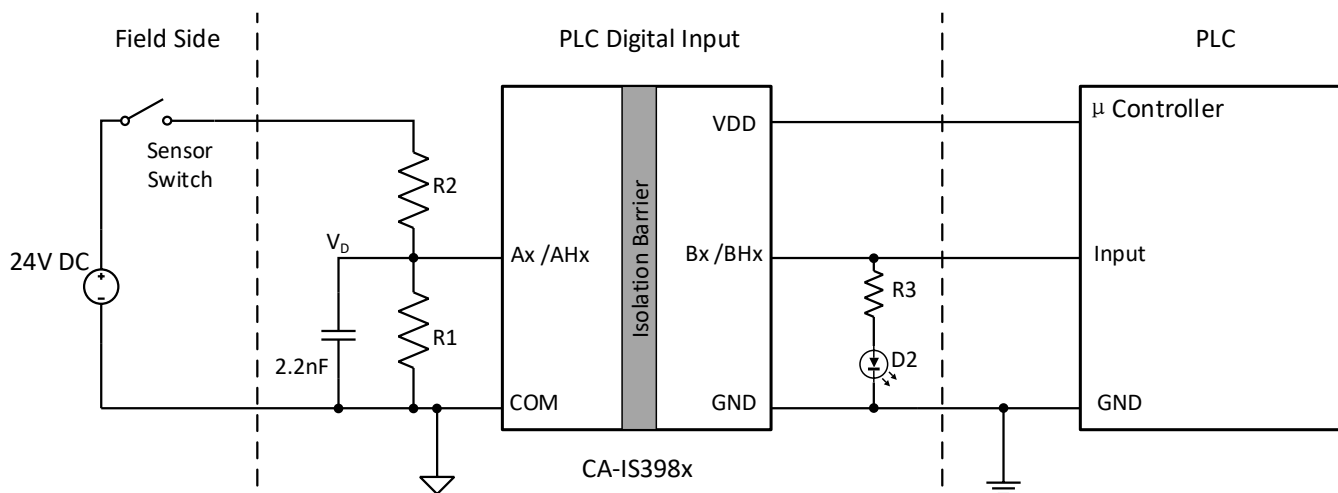 Field Side
PLC Digital Input
PLC
Sensor
Switch
24V DC
+
-
R2
VD
2.2nF
R1
Ax /AHx
COM
Isolation Barrier
VDD
Bx /BHx
GND
CA-IS398x
R3
D2
μ Controller
Input
GND